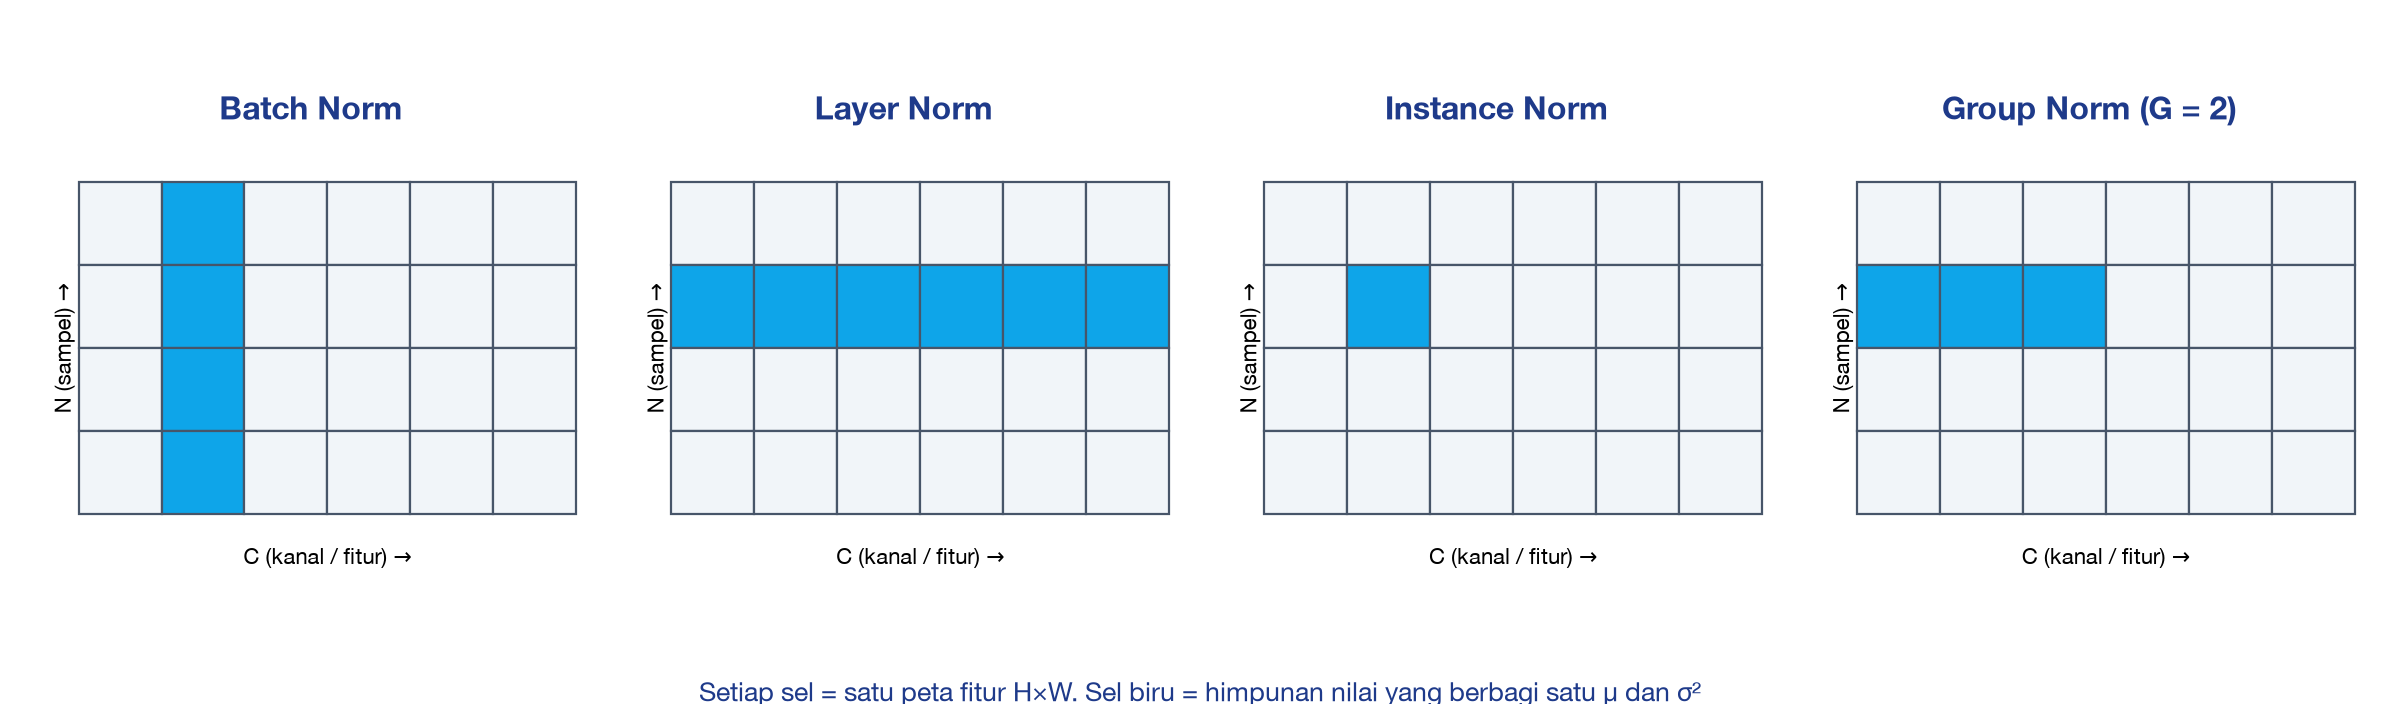 Batch Norm
Layer Norm
Instance Norm
Group Norm (G = 2)
N (sampel) →
N (sampel) →
N (sampel) →
N (sampel) →
C (kanal / fitur) →
C (kanal / fitur) →
C (kanal / fitur) →
C (kanal / fitur) →
Setiap sel = satu peta fitur H×W. Sel biru = himpunan nilai yang berbagi satu μ dan σ²